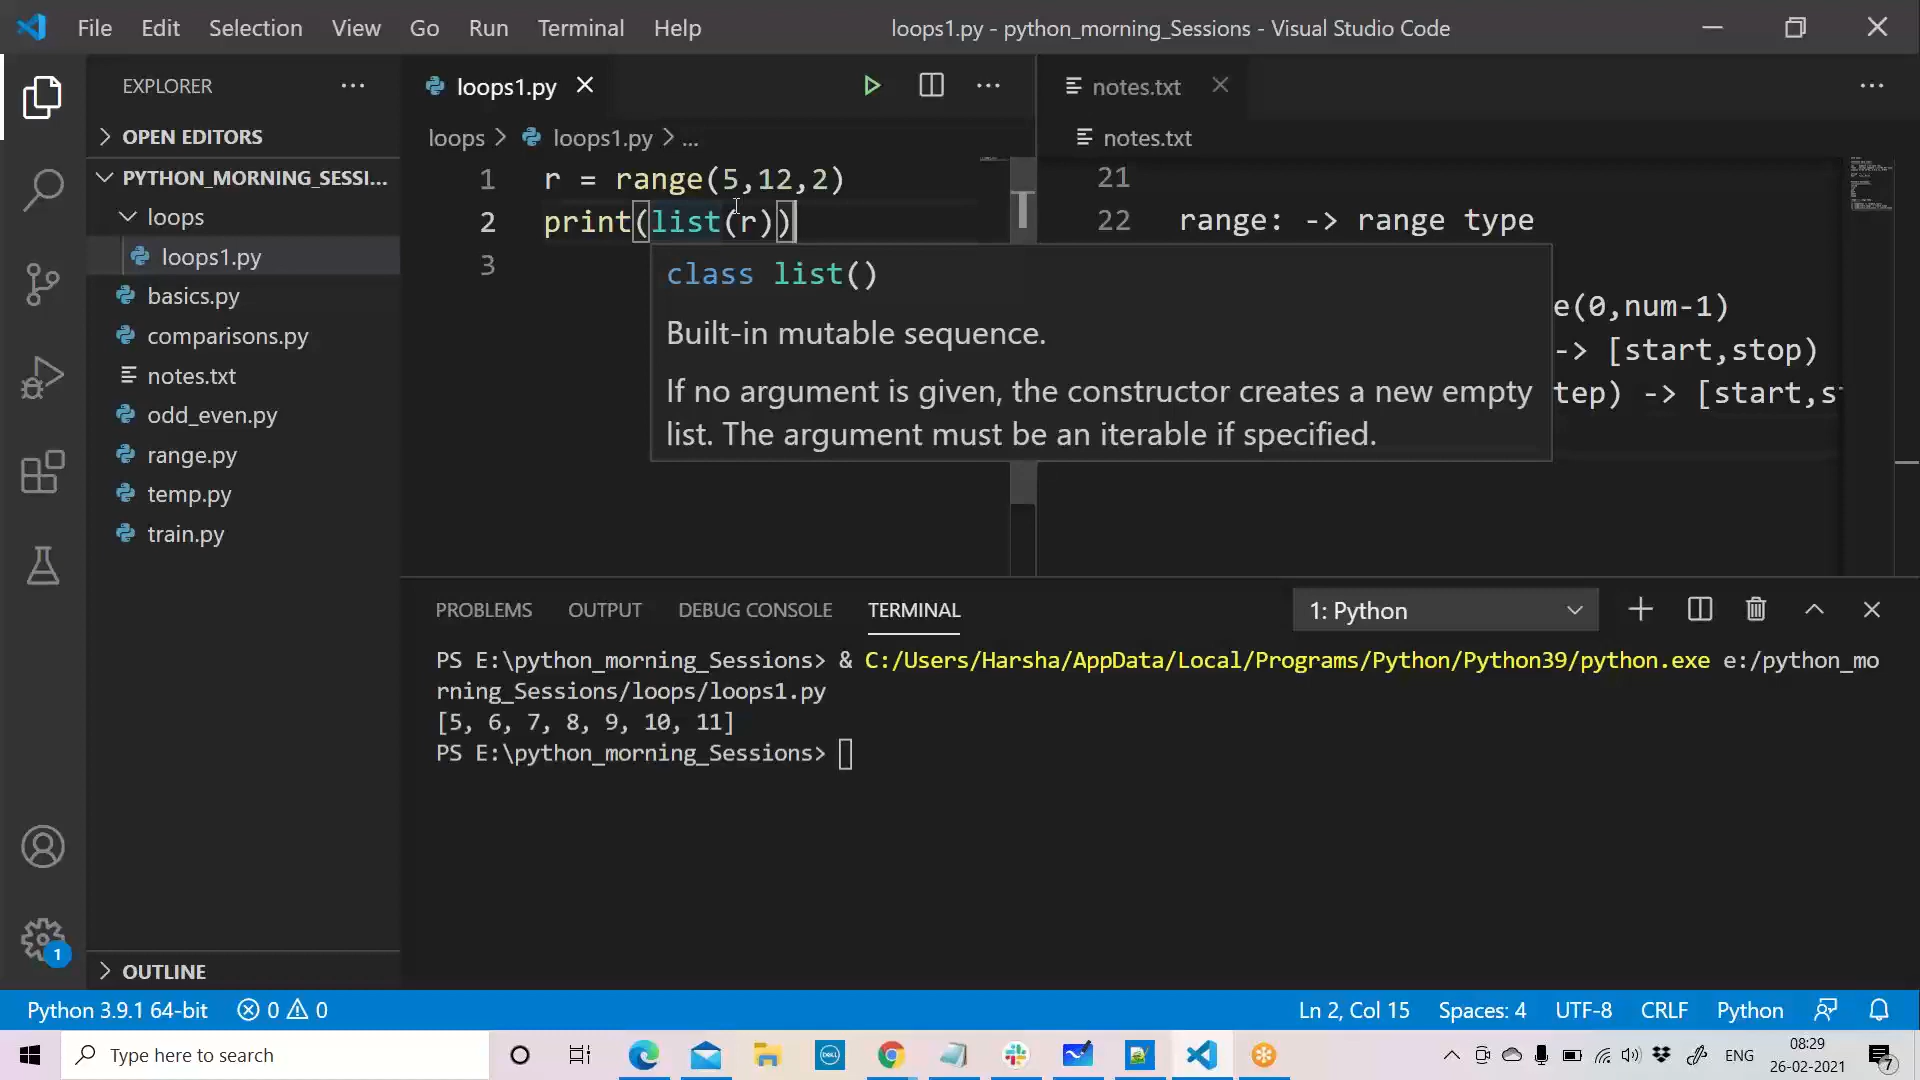 File Edit Selection View Go Run Terminal Help loops1.py - python_morning_Sessions - Visual Studio Code
EXPLORER
OPEN EDITORS
PYTHON_MORNING_SESSI...
loops
loops1.py
basics.py
comparisons.py
notes.txt
odd_even.py
range.py
temp.py
train.py
OUTLINE
loops1.py
loops > loops1.py > ...
1 r = range(5,12,2)
2 print(list(r))
3
class list()
Built-in mutable sequence.
If no argument is given, the constructor creates a new empty
list. The argument must be an iterable if specified.
notes.txt
notes.txt
21
22 range: -> range type
e(0,num-1)
-> [start,stop)
tep) -> [start,s
PROBLEMS OUTPUT DEBUG CONSOLE TERMINAL 1: Python
PS E:\python_morning_Sessions> & C:/Users/Harsha/AppData/Local/Programs/Python/Python39/python.exe e:/python_mo
rning_Sessions/loops/loops1.py
[5, 6, 7, 8, 9, 10, 11]
PS E:\python_morning_Sessions>
1
Python 3.9.1 64-bit 0 0 Ln 2, Col 15 Spaces: 4 UTF-8 CRLF Python
Type here to search
DELL
ENG
08:29
26-02-2021
7